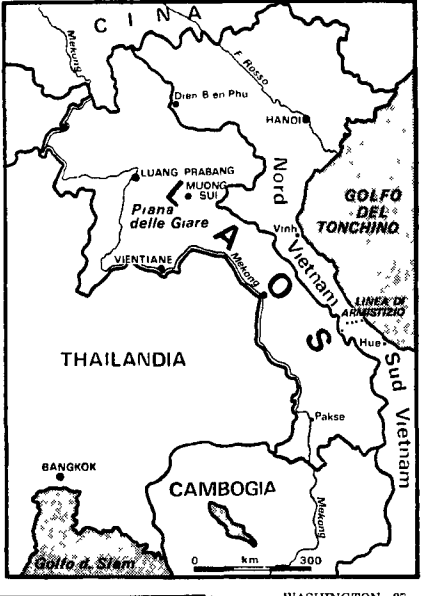 CINA
Mekong
F. Rosso
Dien Bien Phu
HANOI
Nord Vietnam
LUANG PRABANG
MUONG
SUI
Piana
delle Giare
GOLFO
DEL
TONCHINO
Vinh
VIENTIANE
Mekong
LAOS
LINEA DI
ARMISTIZIO
Hue
Sud Vietnam
THAILANDIA
Pakse
BANGKOK
CAMBOGIA
Mekong
Golfo d. Siam
0 km 300
WASHINGTON